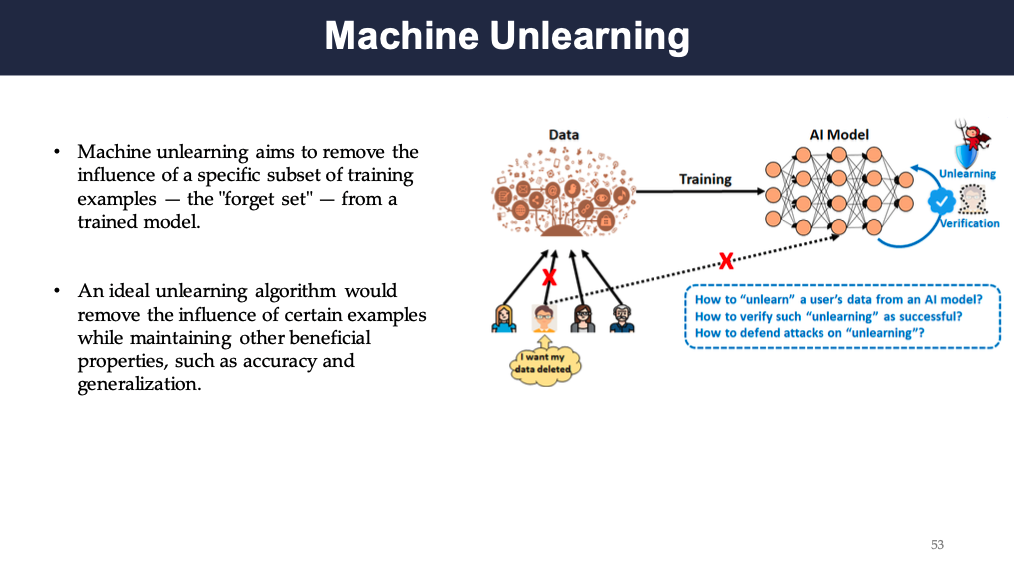 Machine Unlearning
• Machine unlearning aims to remove the
influence of a specific subset of training
examples — the "forget set" — from a
trained model.
• An ideal unlearning algorithm would
remove the influence of certain examples
while maintaining other beneficial
properties, such as accuracy and
generalization.
Data
Training
AI Model
Unlearning
Verification
X
X
I want my
data deleted
How to “unlearn” a user’s data from an AI model?
How to verify such “unlearning” as successful?
How to defend attacks on “unlearning”?
53